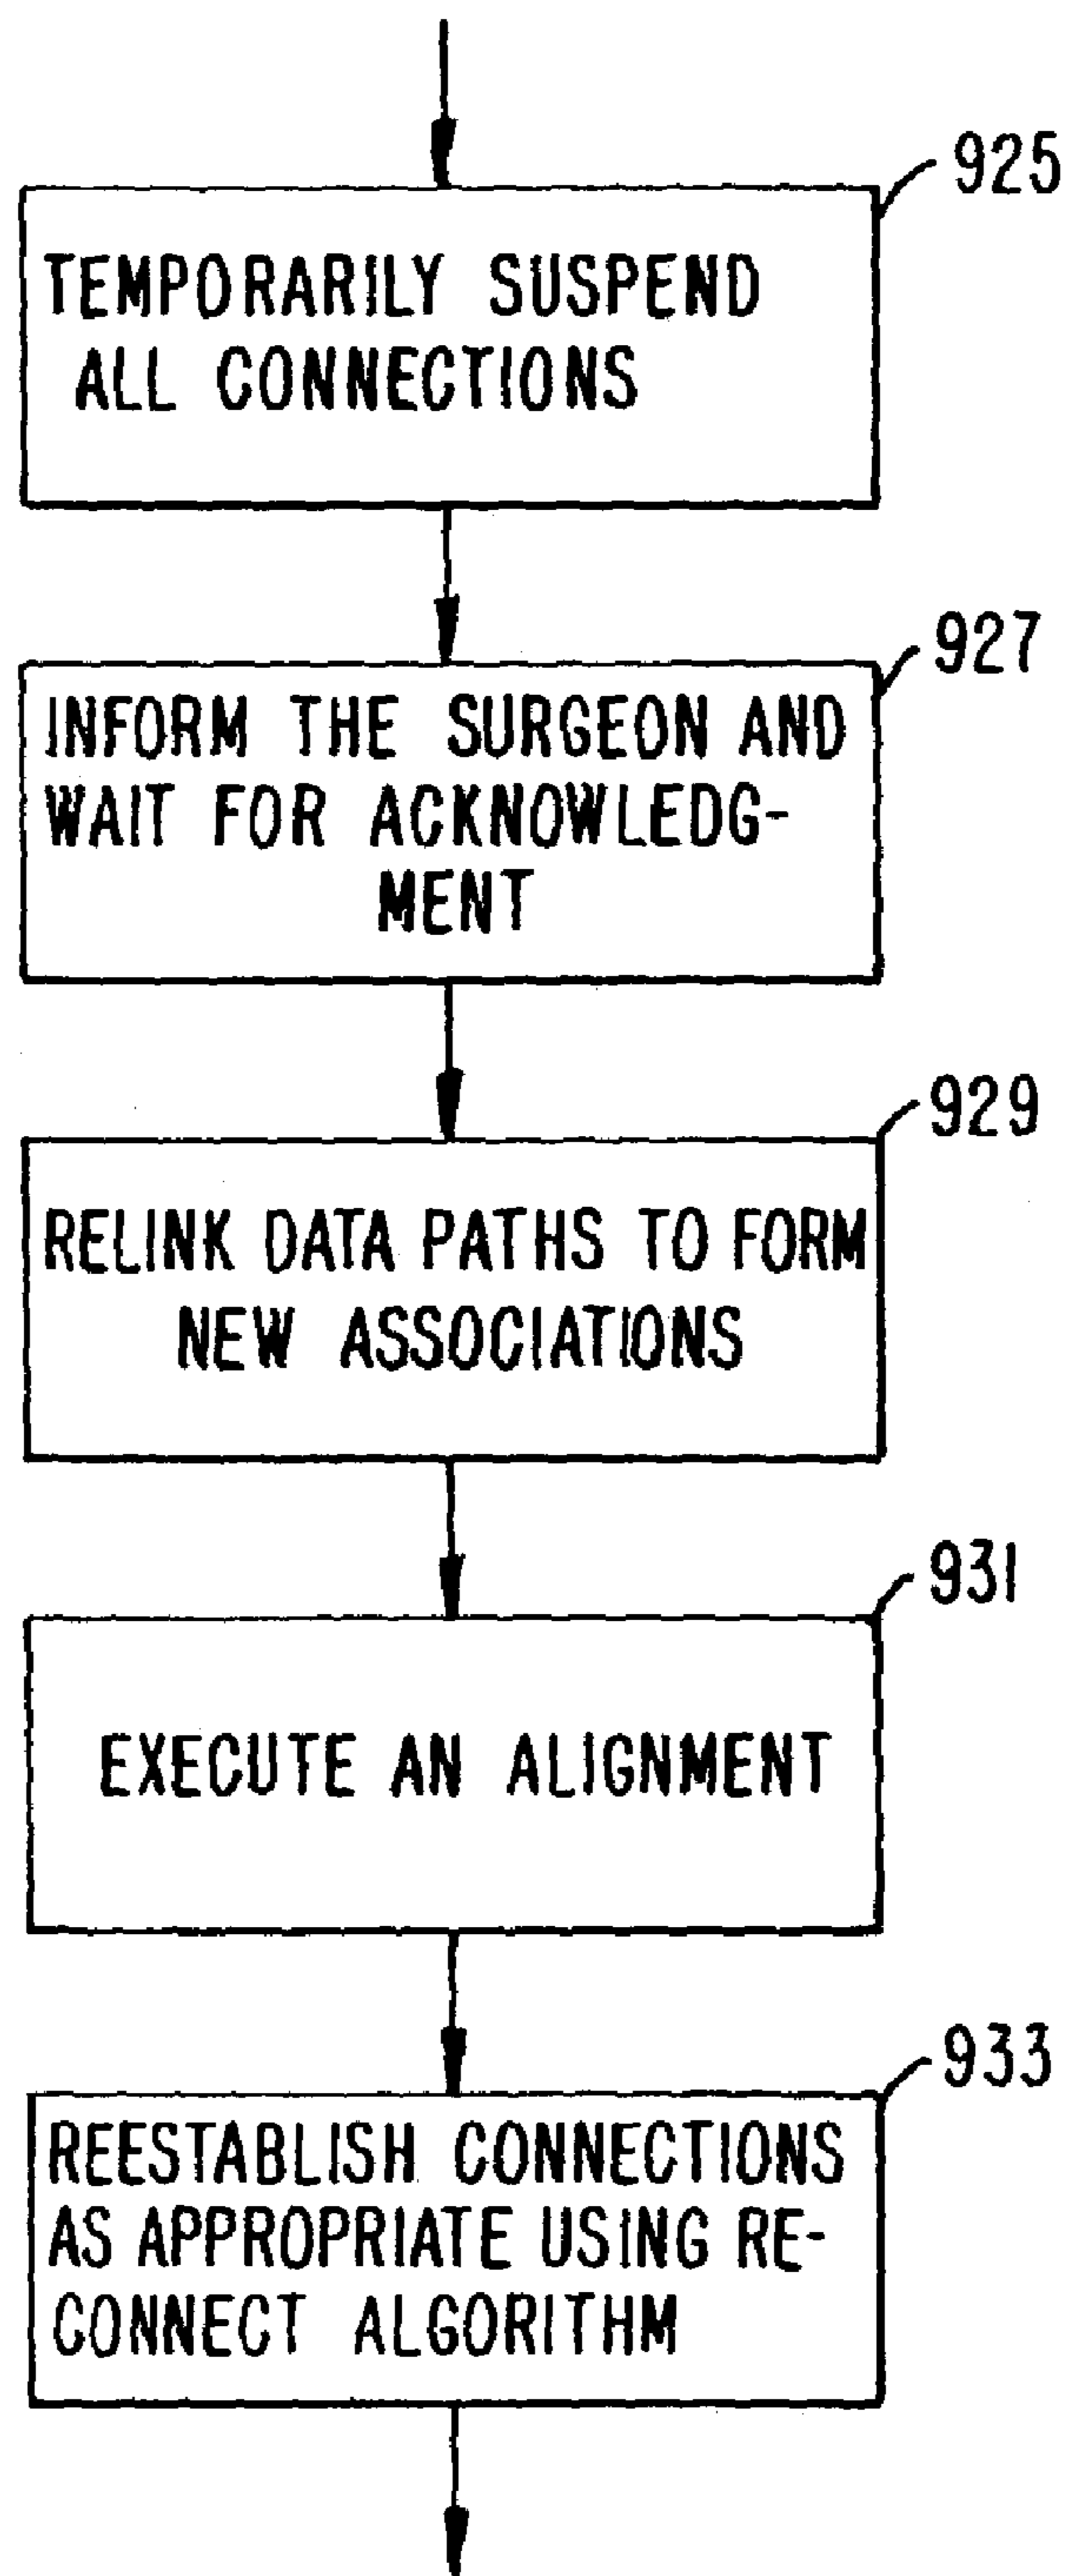 925
TEMPORARILY SUSPEND
ALL CONNECTIONS
927
INFORM THE SURGEON AND
WAIT FOR ACKNOWLEDG-
MENT
929
RELINK DATA PATHS TO FORM
NEW ASSOCIATIONS
931
EXECUTE AN ALIGNMENT
933
REESTABLISH CONNECTIONS
AS APPROPRIATE USING RE-
CONNECT ALGORITHM